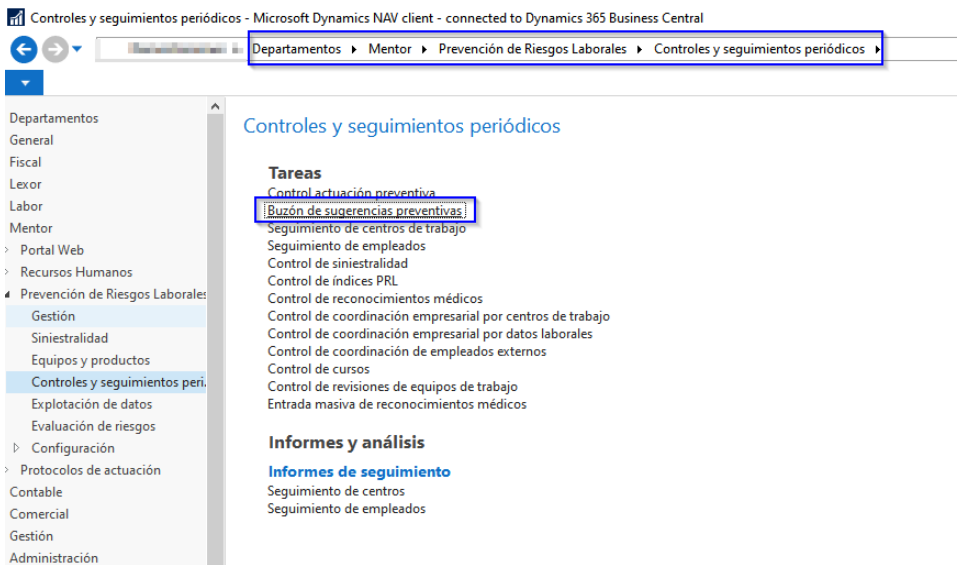 Controles y seguimientos periódicos - Microsoft Dynamics NAV client - connected to Dynamics 365 Business Central
Departamentos ▸ Mentor ▸ Prevención de Riesgos Laborales ▸ Controles y seguimientos periódicos ▸
Departamentos
General
Fiscal
Lexor
Labor
Mentor
Portal Web
Recursos Humanos
Prevención de Riesgos Laborales
Gestión
Siniestralidad
Equipos y productos
Controles y seguimientos peri.
Explotación de datos
Evaluación de riesgos
Configuración
Protocolos de actuación
Contable
Comercial
Gestión
Administración
Controles y seguimientos periódicos
Tareas
Control actuación preventiva
Buzón de sugerencias preventivas
Seguimiento de centros de trabajo
Seguimiento de empleados
Control de siniestralidad
Control de índices PRL
Control de reconocimientos médicos
Control de coordinación empresarial por centros de trabajo
Control de coordinación empresarial por datos laborales
Control de coordinación de empleados externos
Control de cursos
Control de revisiones de equipos de trabajo
Entrada masiva de reconocimientos médicos
Informes y análisis
Informes de seguimiento
Seguimiento de centros
Seguimiento de empleados